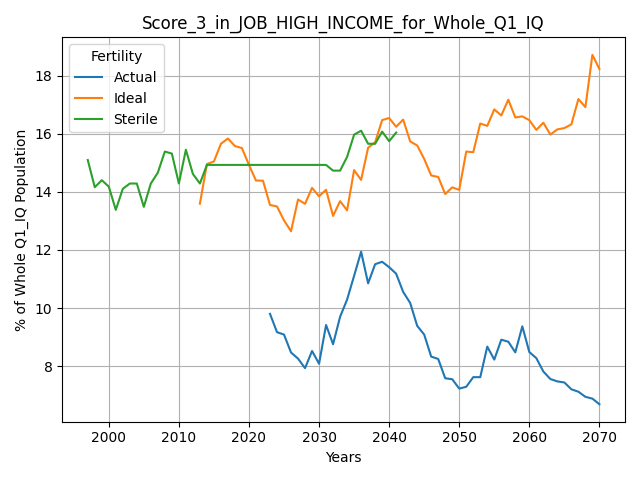 Score_3_in_JOB_HIGH_INCOME_for_Whole_Q1_IQ
Fertility
Actual
Ideal
Sterile
% of Whole Q1_IQ Population
18
16
14
12
10
8
2000 2010 2020 2030 2040 2050 2060 2070
Years